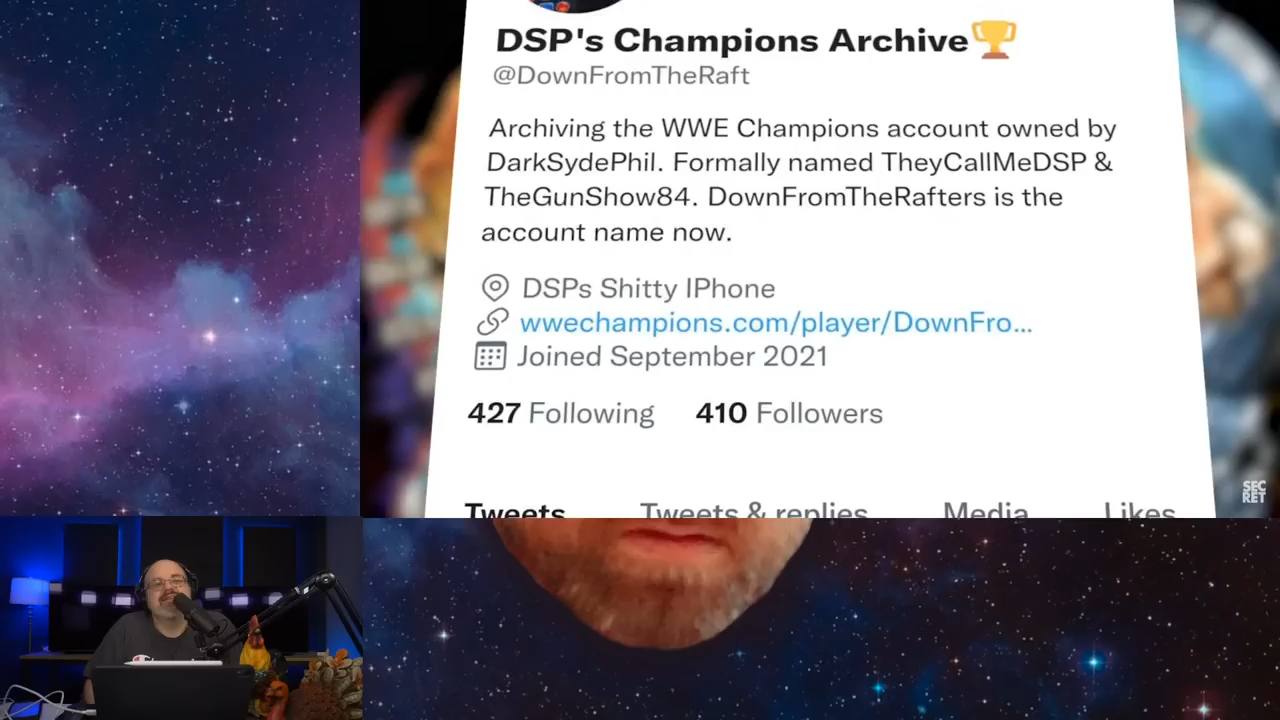 DSP's Champions Archive🏆
@DownFromTheRaft
Archiving the WWE Champions account owned by
DarkSydePhil. Formally named TheyCallMeDSP &
TheGunShow84. DownFromTheRafters is the
account name now.
DSPs Shitty IPhone
wwechampions.com/player/DownFro...
Joined September 2021
427 Following 410 Followers
Tweets Tweets & replies Media Likes
SEC
RET